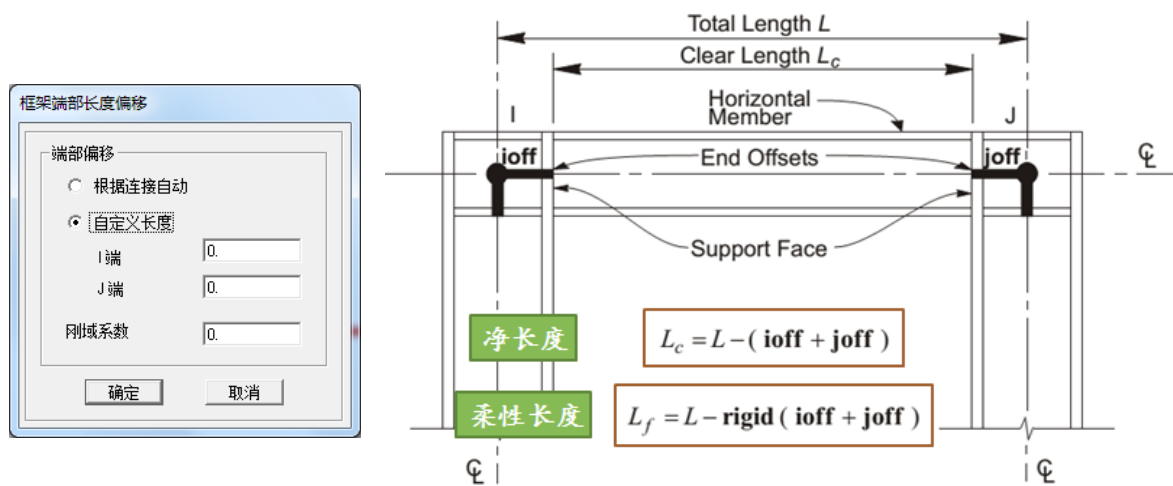 框架端部长度偏移
端部偏移
根据连接自动
自定义长度
I 端
0.
J 端
0.
刚域系数
0.
确定
取消
Total Length L
Clear Length Lc
Horizontal
Member
I
J
joff
End Offsets
joff
℄
Support Face
净长度
Lc = L − ( ioff + joff )
柔性长度
Lf = L − rigid ( ioff + joff )
℄
℄